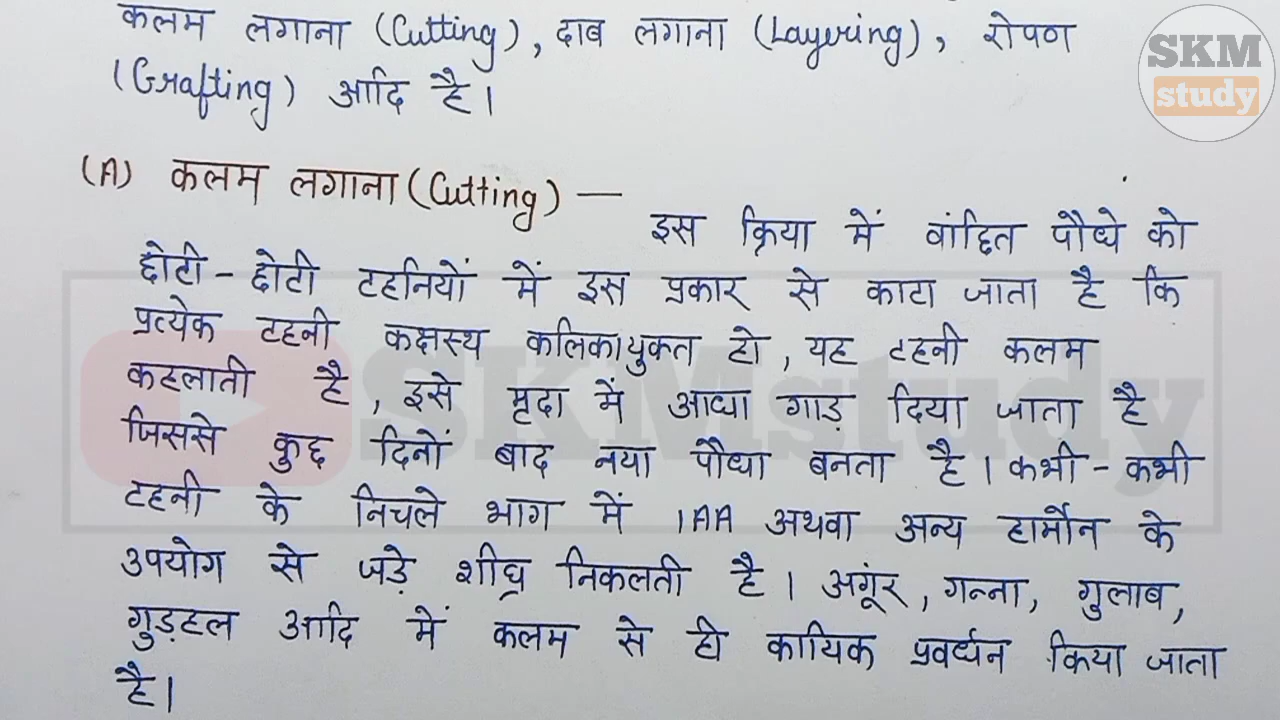 कलम लगाना (Cutting), दाब लगाना (Layering), रोपण
(Grafting) आदि है।
SKM
study
(A) कलम लगाना (Cutting) —
इस क्रिया में वांछित पौधे को
छोटी - छोटी टहनियों में इस प्रकार से काटा जाता है कि
प्रत्येक टहनी कक्षस्थ कलिकायुक्त हो, यह टहनी कलम
कहलाती है, इसे मृदा में आधा गाड़ दिया जाता है
जिससे कुछ दिनों बाद नया पौधा बनता है। कभी - कभी
टहनी के निचले भाग में IAA अथवा अन्य हार्मोन के
उपयोग से जड़े शीघ्र निकलती है। अगूंर, गन्ना, गुलाब,
गुड़हल आदि में कलम से ही कायिक प्रवर्धन किया जाता
है।
SKMstudy